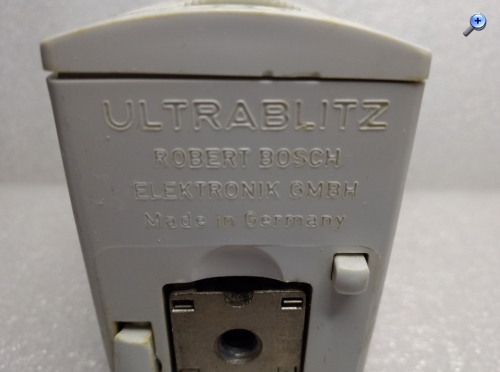 ULTRABLITZ
ROBERT BOSCH
ELEKTRONIK GMBH
Made in Germany